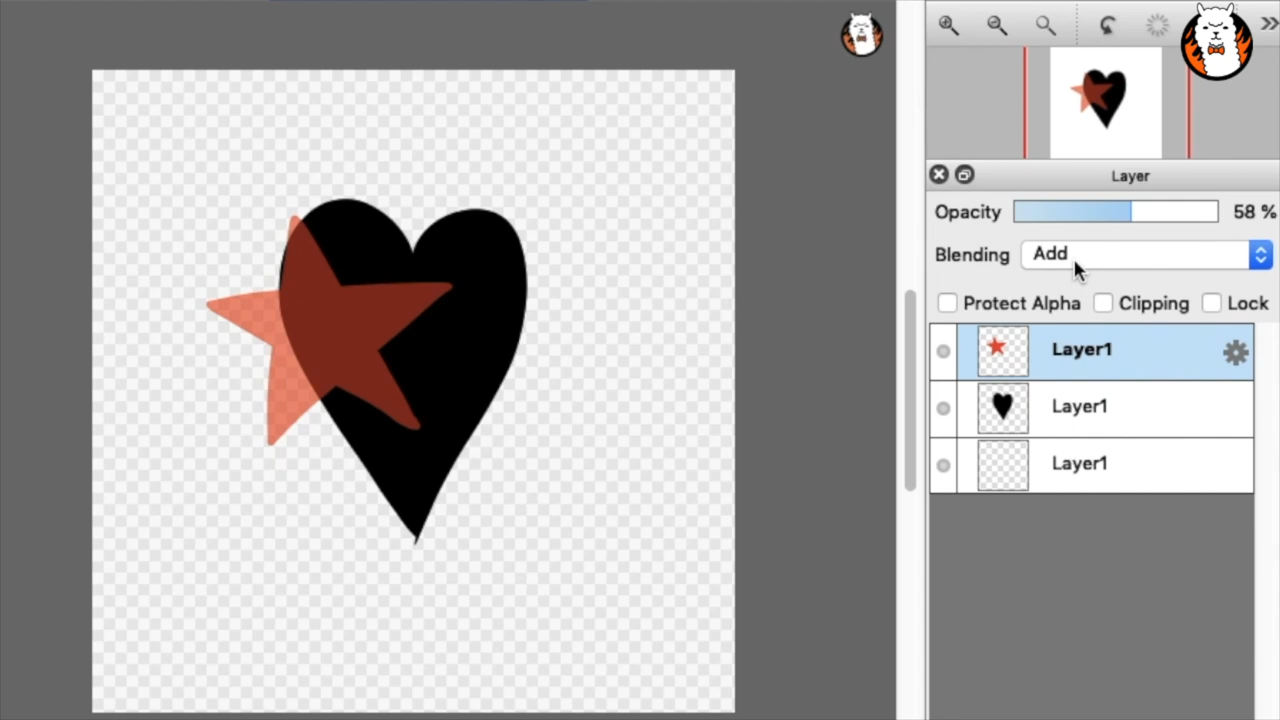 Layer
Opacity 58 %
Blending Add
Protect Alpha Clipping Lock
Layer1
Layer1
Layer1